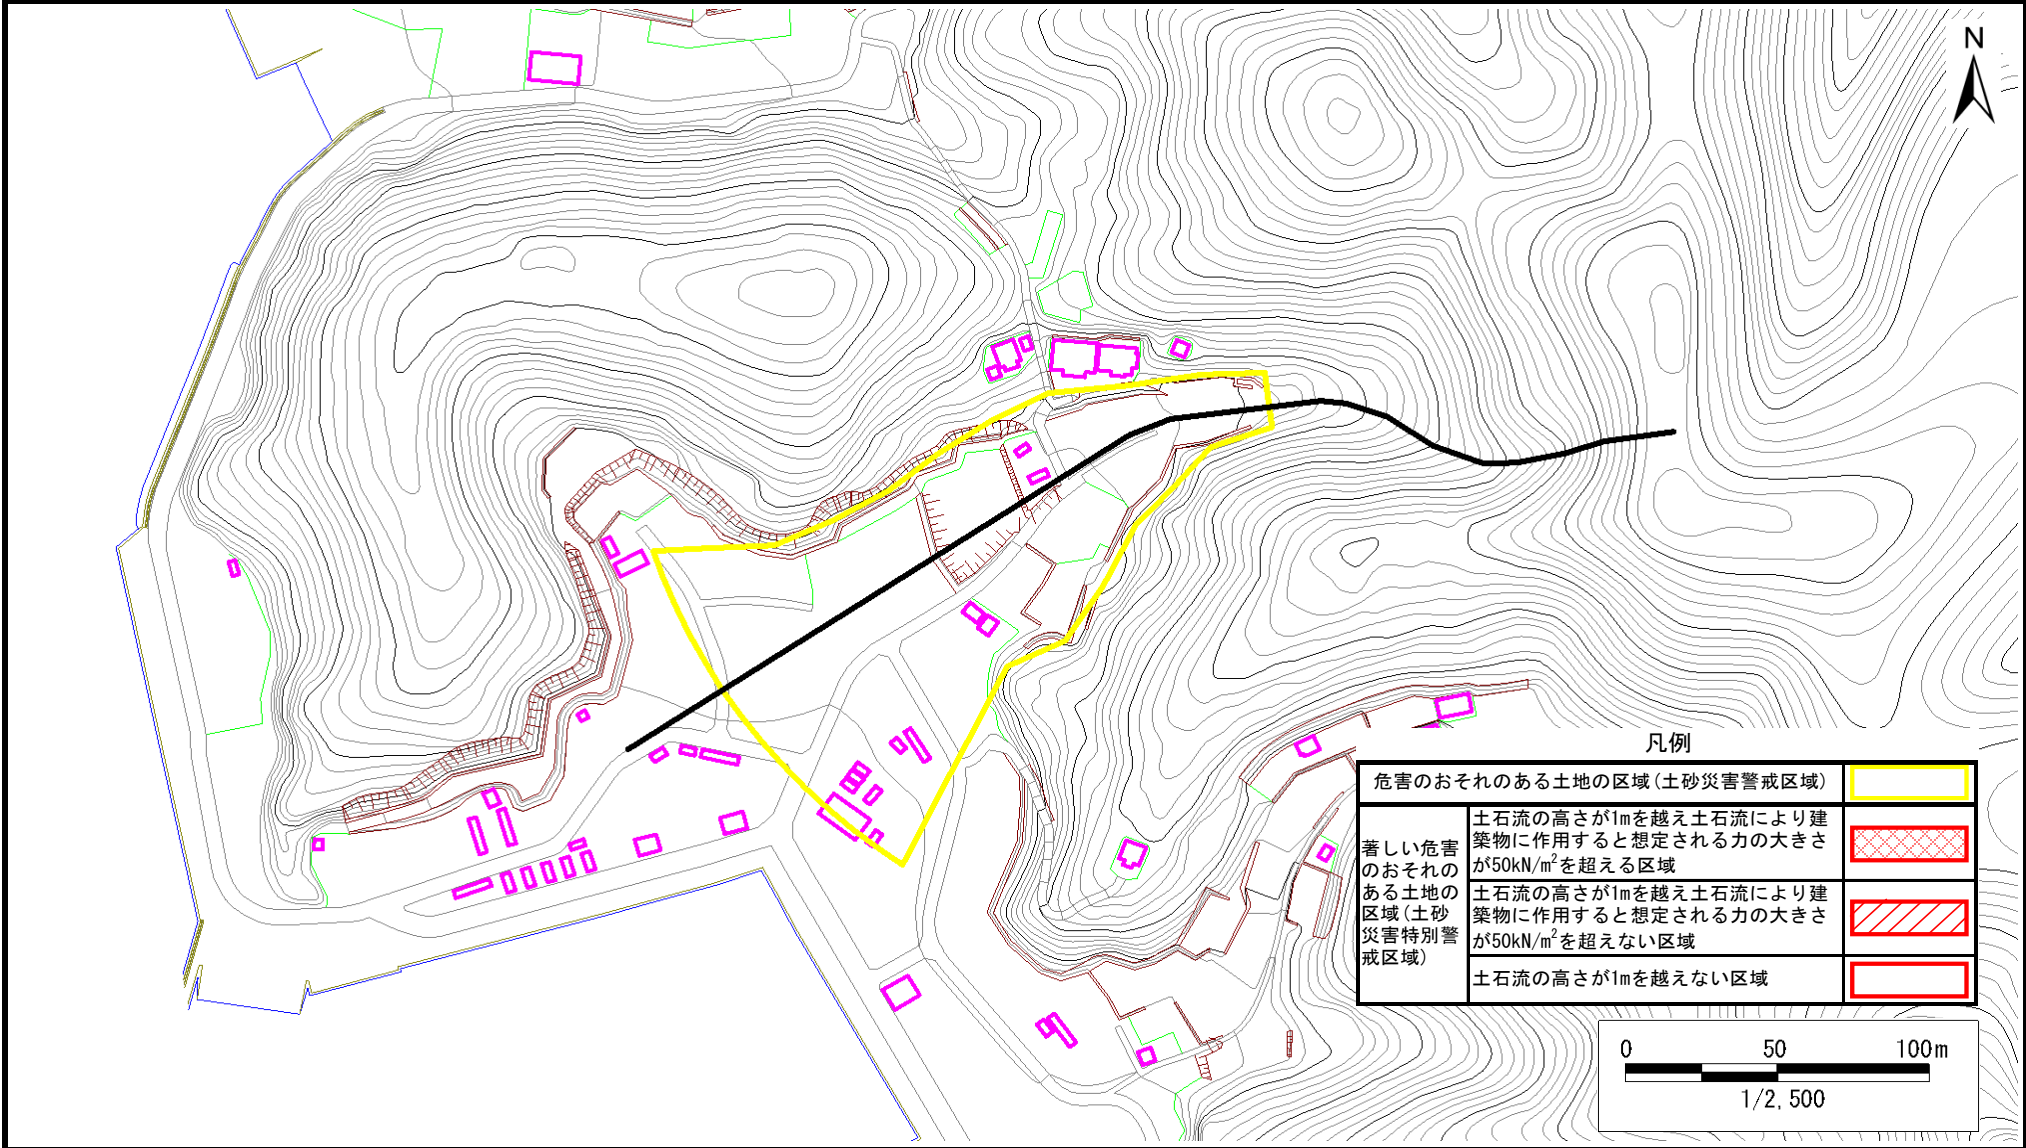 N
凡例
危害のおそれのある土地の区域(土砂災害警戒区域)
著しい危害
のおそれの
ある土地の
区域(土砂
災害特別警
戒区域)
土石流の高さが1mを越え土石流により建
築物に作用すると想定される力の大きさ
が50kN/m²を超える区域
土石流の高さが1mを越え土石流により建
築物に作用すると想定される力の大きさ
が50kN/m²を超えない区域
土石流の高さが1mを越えない区域
0 50 100m
1/2,500